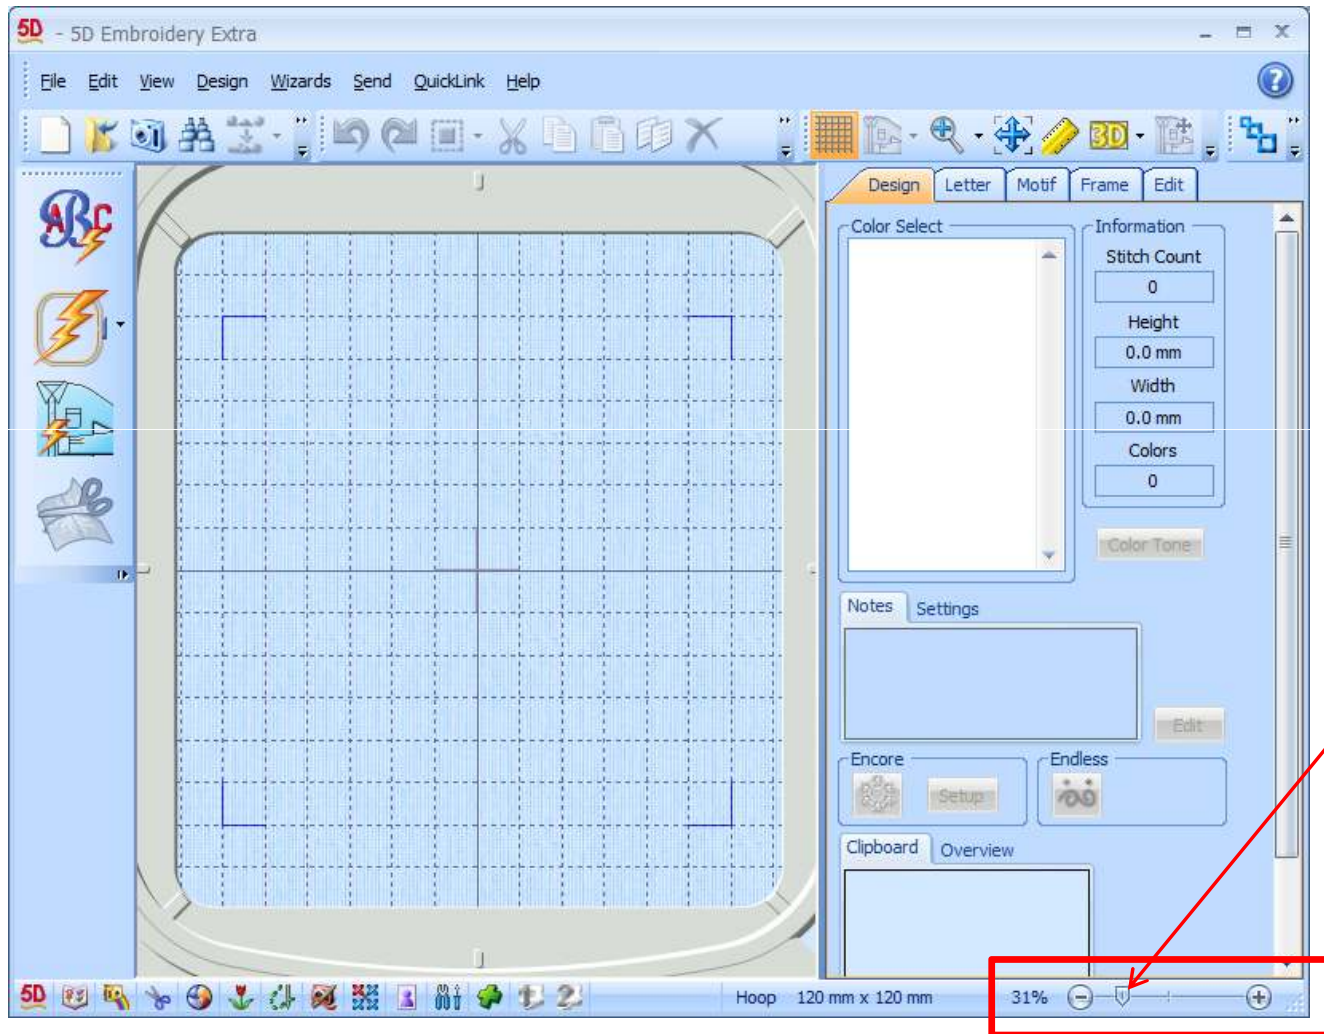 5D - 5D Embroidery Extra
File Edit View Design Wizards Send QuickLink Help
3D
ABC
Design Letter Motif Frame Edit
Color Select
Information
Stitch Count
0
Height
0.0 mm
Width
0.0 mm
Colors
0
Color Tone
Notes Settings
Edit
Encore
Endless
Setup
Clipboard Overview
5D
Hoop 120 mm x 120 mm 31%